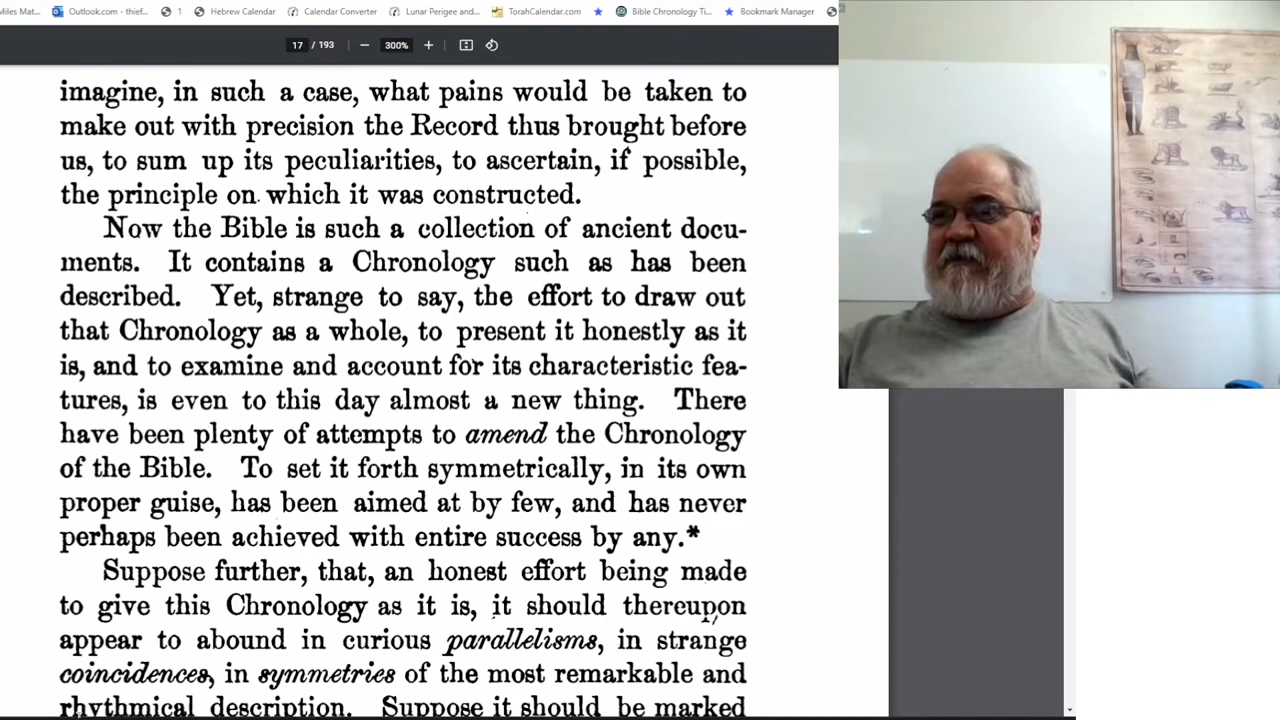 Miles Mat...
Outlook.com - thief...
1
Hebrew Calendar
Calendar Converter
Lunar Perigee and...
TorahCalendar.com
Bible Chronology Ti...
Bookmark Manager
17 / 193
300%
imagine, in such a case, what pains would be taken to
make out with precision the Record thus brought before
us, to sum up its peculiarities, to ascertain, if possible,
the principle on which it was constructed.
Now the Bible is such a collection of ancient docu-
ments. It contains a Chronology such as has been
described. Yet, strange to say, the effort to draw out
that Chronology as a whole, to present it honestly as it
is, and to examine and account for its characteristic fea-
tures, is even to this day almost a new thing. There
have been plenty of attempts to amend the Chronology
of the Bible. To set it forth symmetrically, in its own
proper guise, has been aimed at by few, and has never
perhaps been achieved with entire success by any.*
Suppose further, that, an honest effort being made
to give this Chronology as it is, it should thereupon
appear to abound in curious parallelisms, in strange
coincidences, in symmetries of the most remarkable and
rhythmical description. Suppose it should be marked